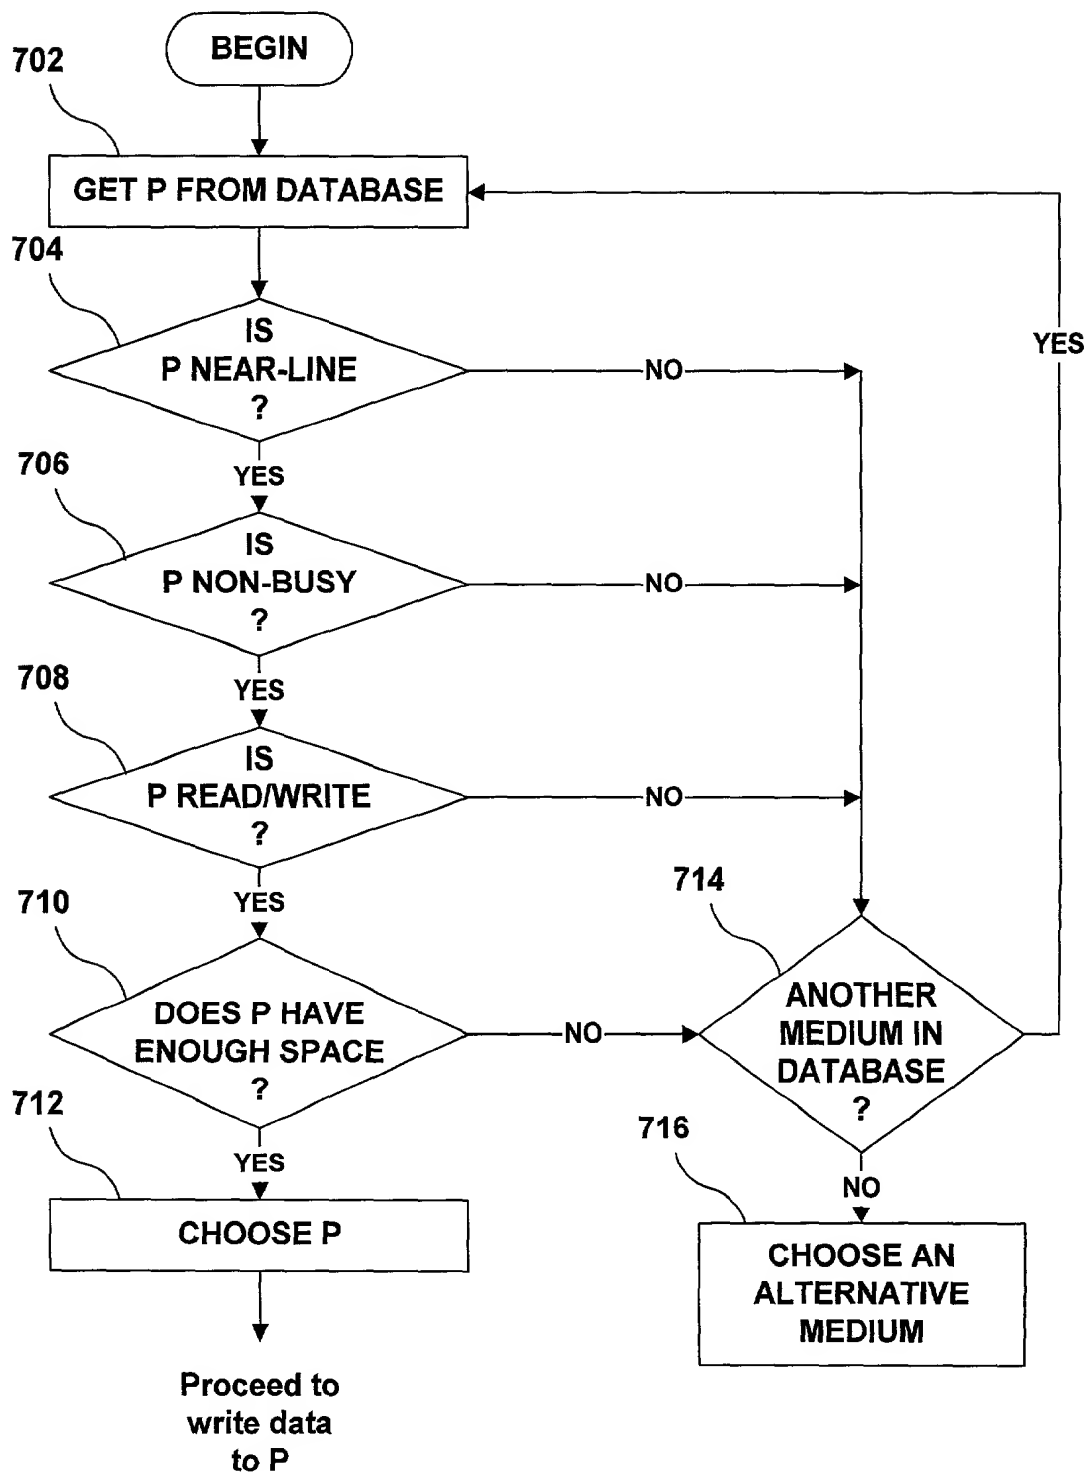 BEGIN
702
GET P FROM DATABASE
704
IS
P NEAR-LINE
?
NO
YES
YES
706
IS
P NON-BUSY
?
NO
YES
708
IS
P READ/WRITE
?
NO
YES
710
DOES P HAVE
ENOUGH SPACE
?
NO
714
ANOTHER
MEDIUM IN
DATABASE
?
YES
712
CHOOSE P
NO
716
CHOOSE AN
ALTERNATIVE
MEDIUM
Proceed to
write data
to P